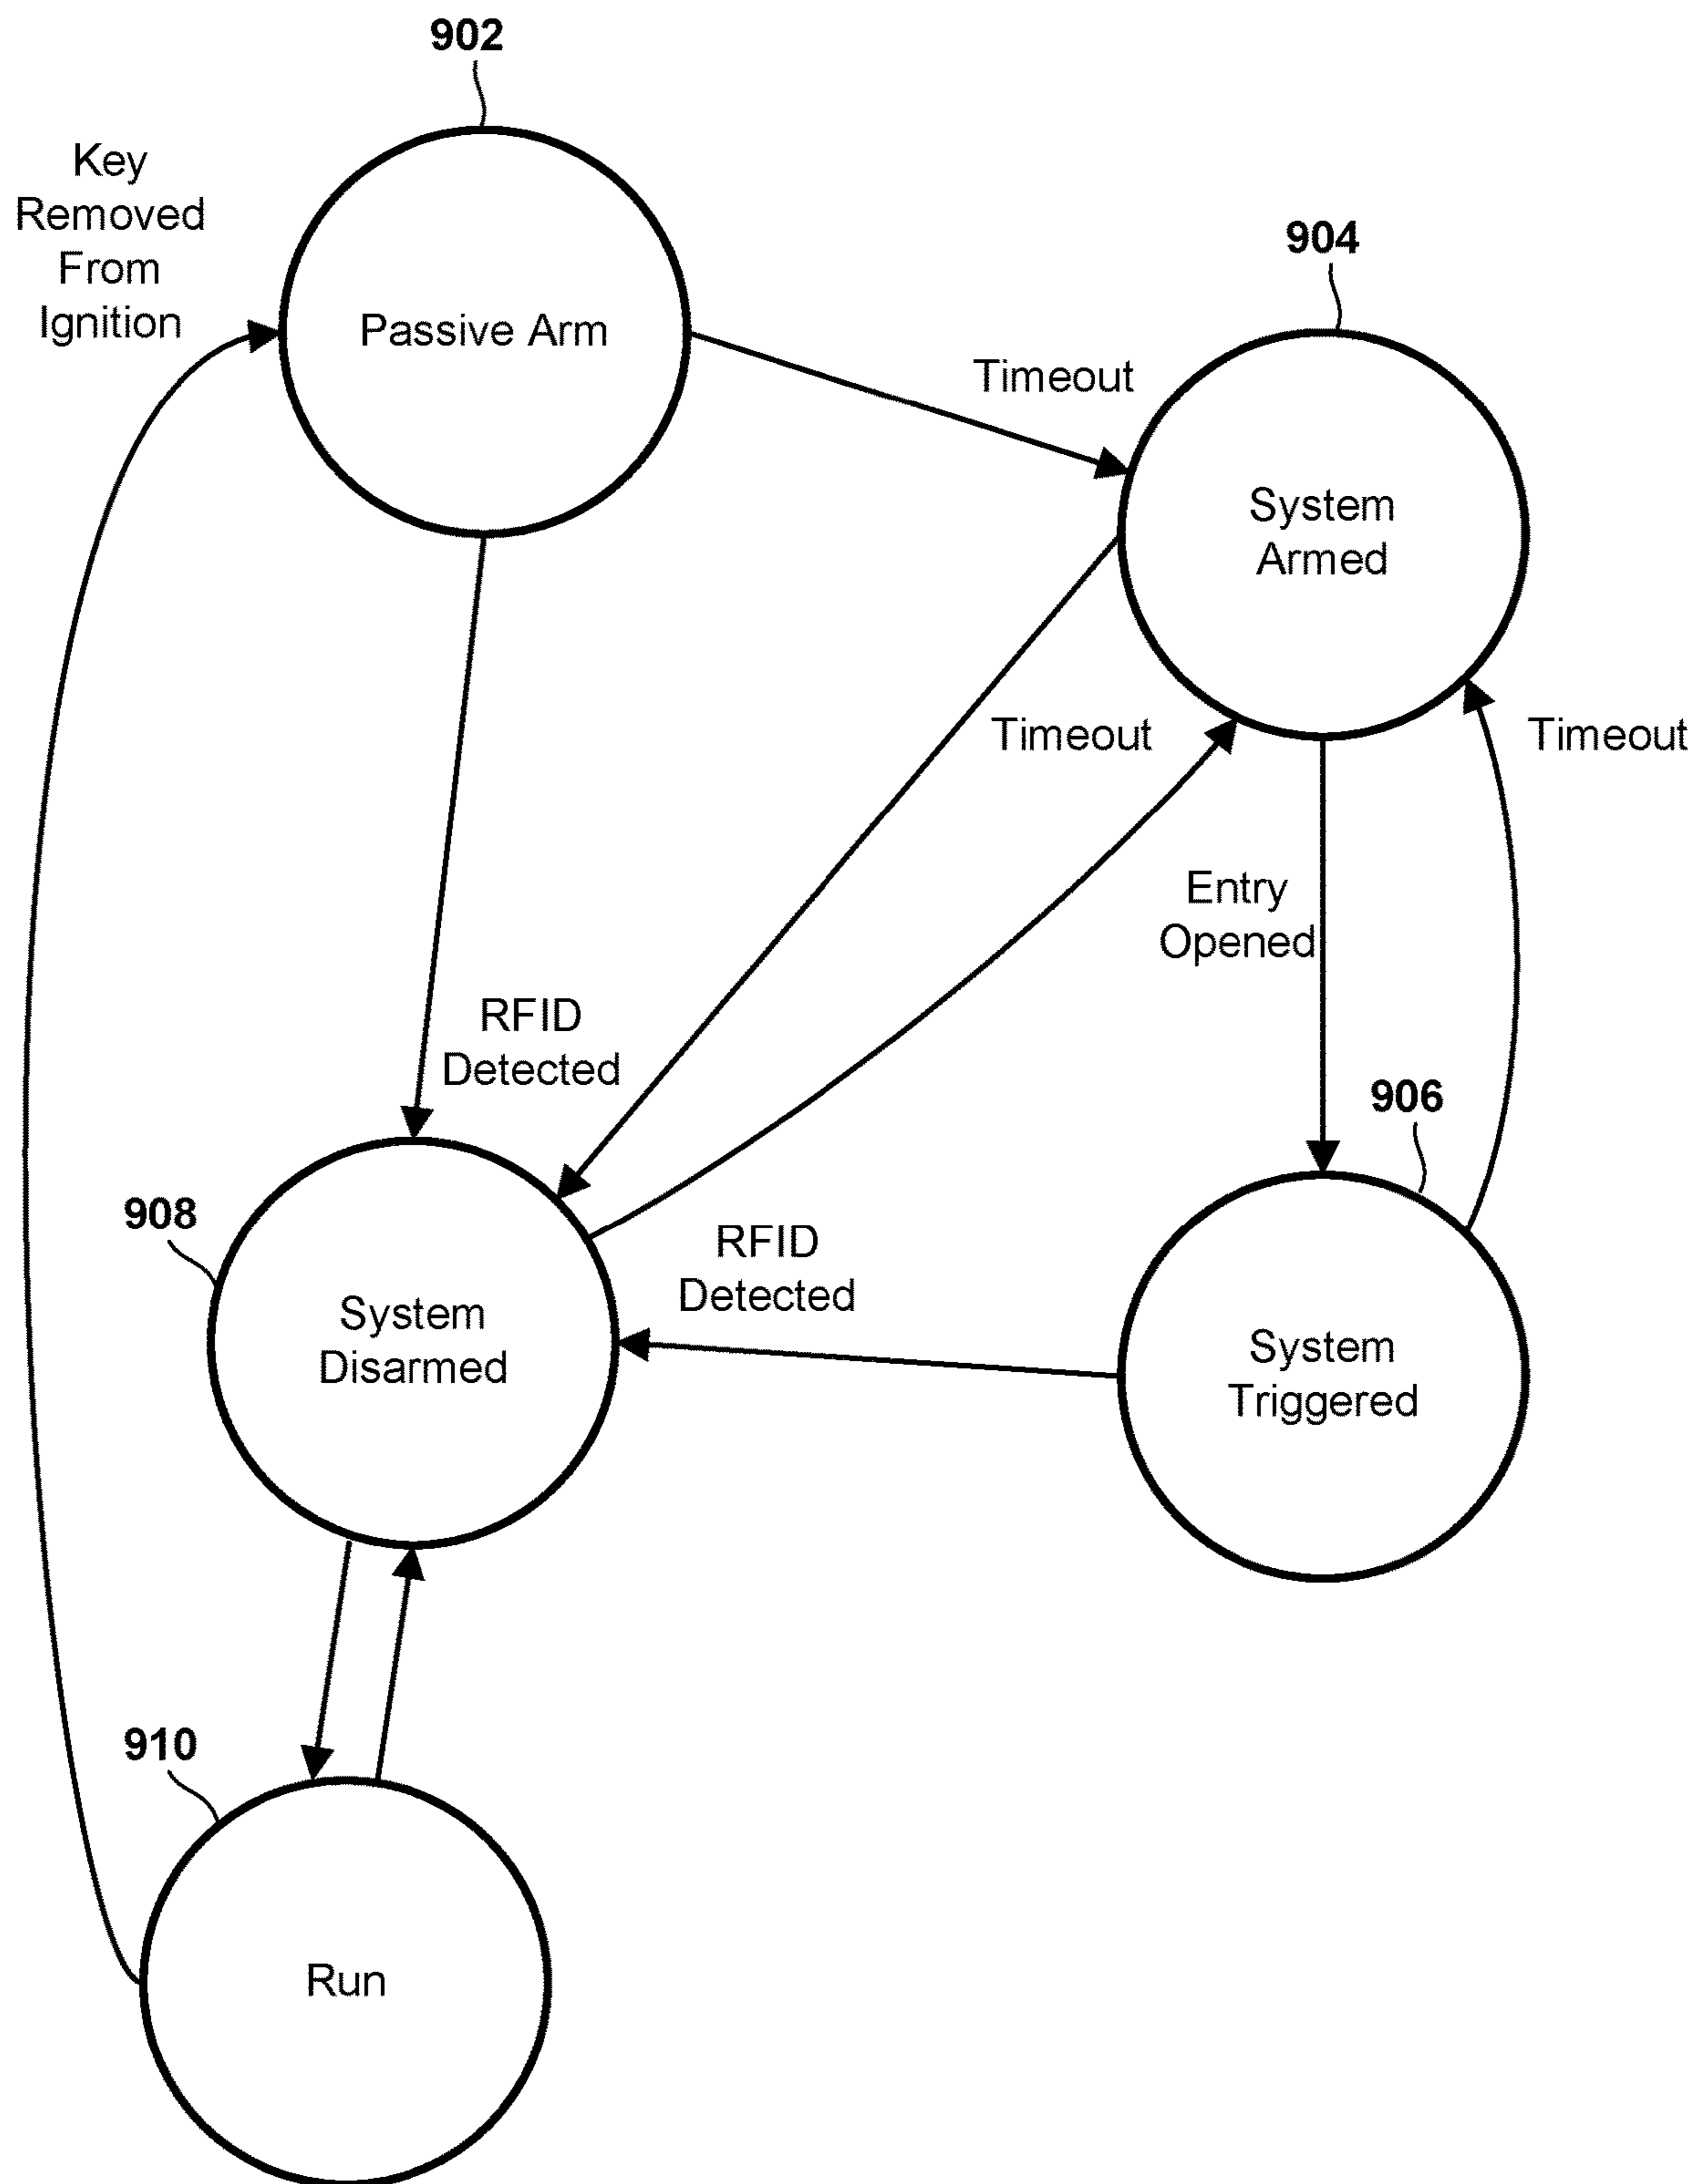 902
Key
Removed
From
Ignition
Passive Arm
904
Timeout
System
Armed
Timeout
Timeout
Entry
Opened
RFID
Detected
906
908
RFID
Detected
System
Disarmed
System
Triggered
910
Run